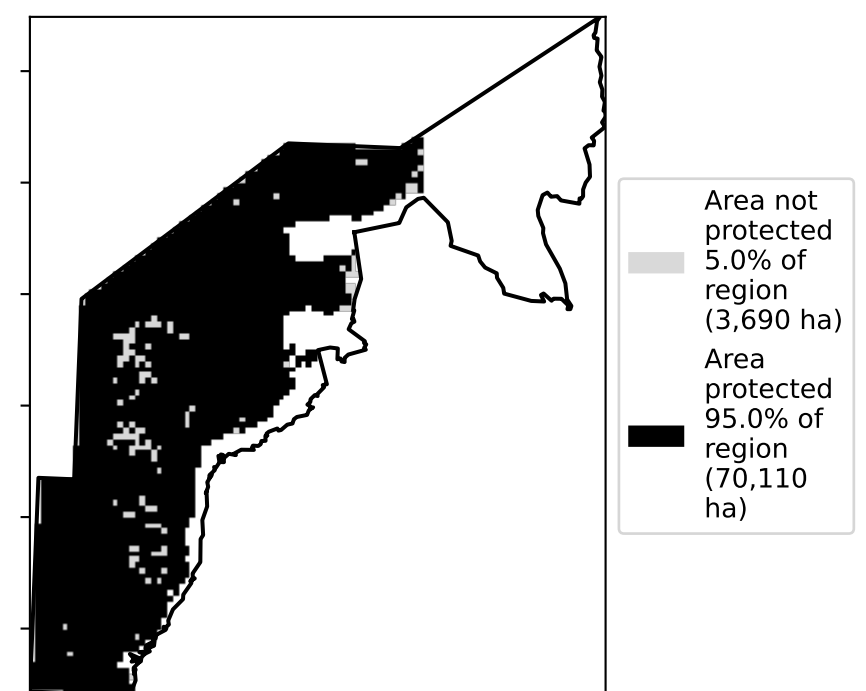 Area not
protected
5.0% of
region
(3,690 ha)
Area
protected
95.0% of
region
(70,110
ha)